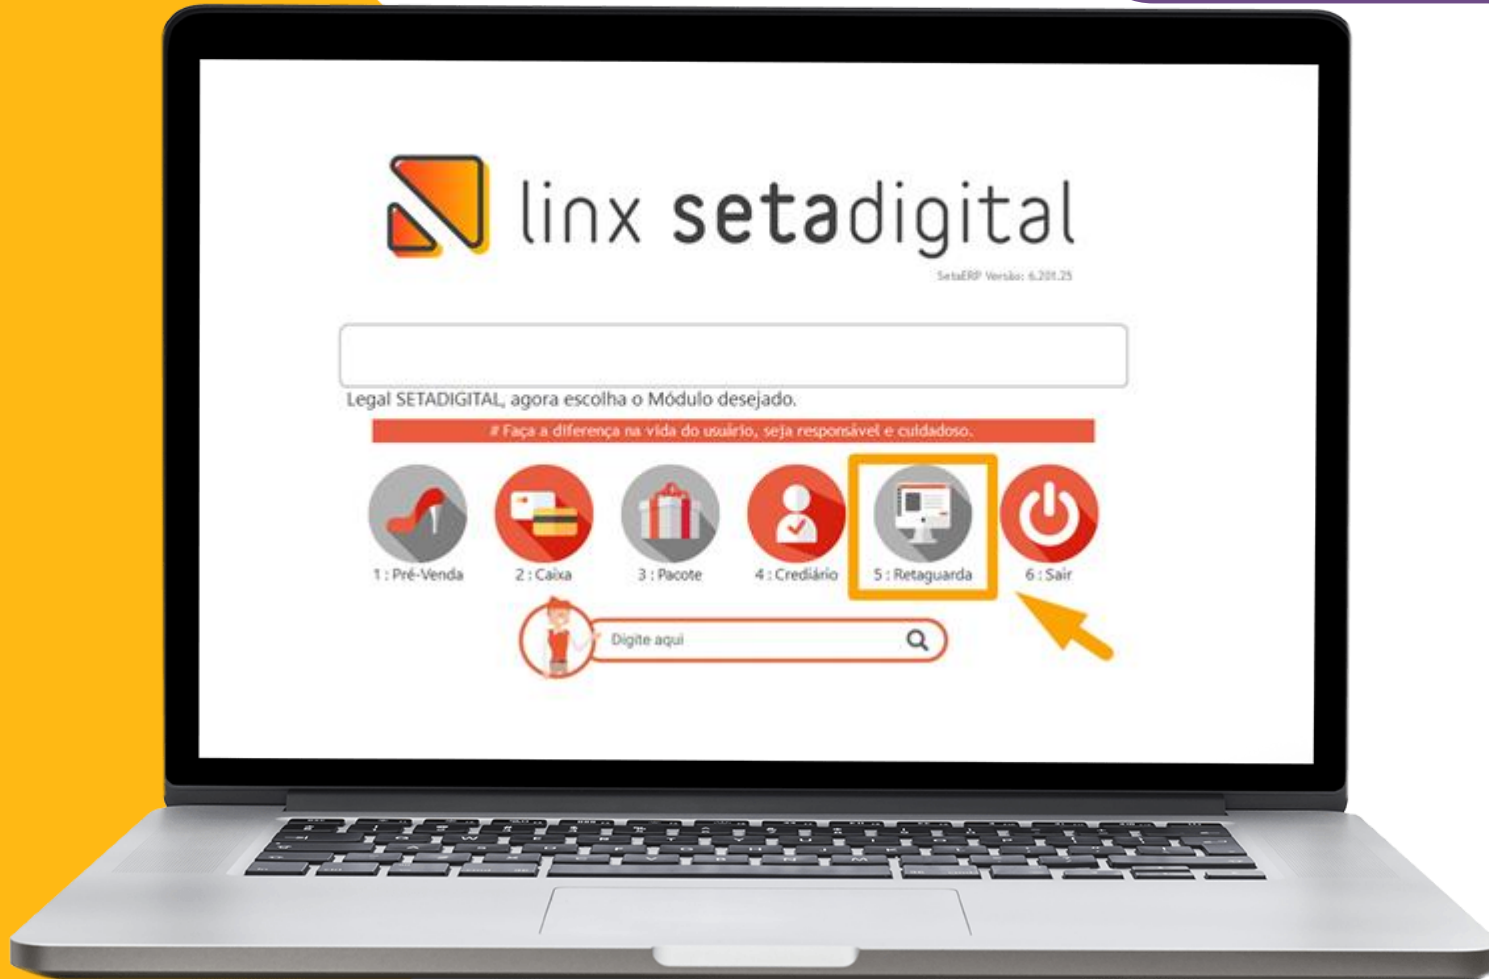 linx setadigital
SetaERP Versão: 6.201.25
Legal SETADIGITAL, agora escolha o Módulo desejado.
# Faça a diferença na vida do usuário, seja responsável e cuidadoso.
1 : Pré-Venda
2 : Caixa
3 : Pacote
4 : Crediário
5 : Retaguarda
6 : Sair
Digite aqui